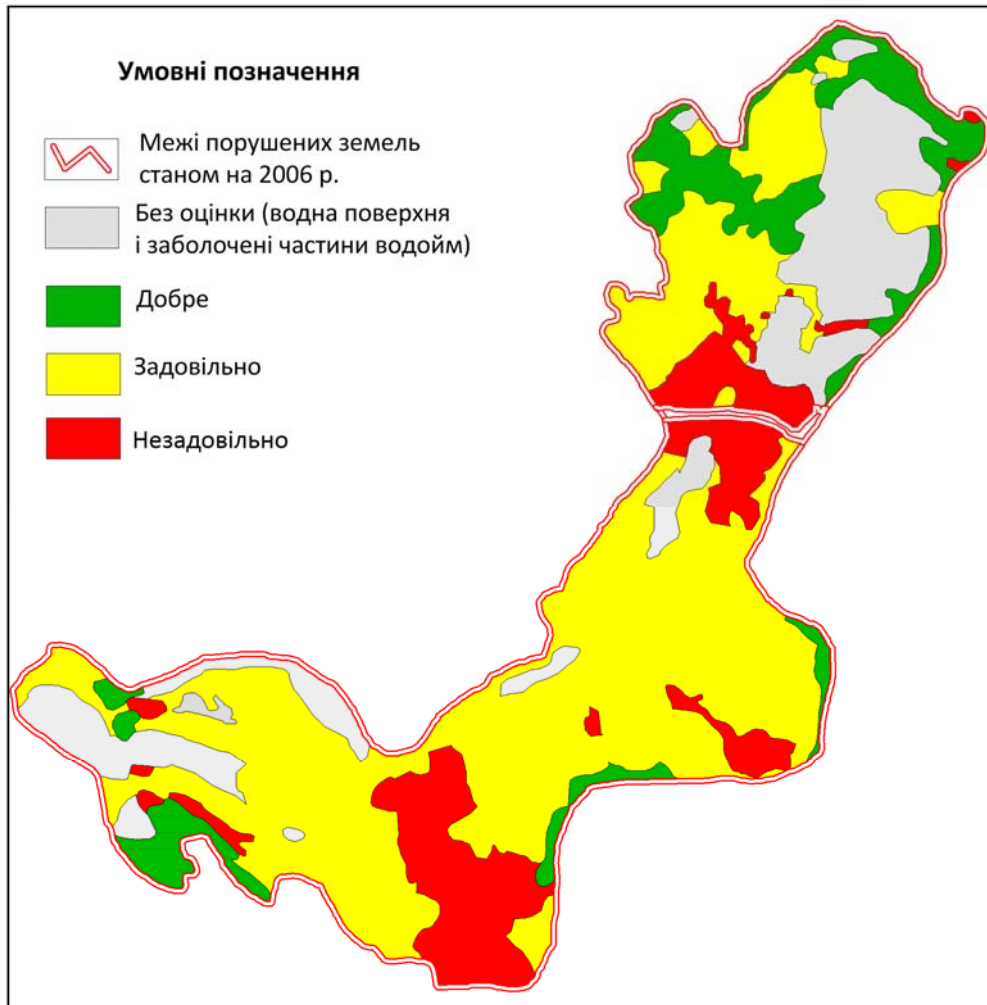 Умовні позначення
Межі порушених земель
станом на 2006 р.
Без оцінки (водна поверхня
і заболочені частини водойм)
Добре
Задовільно
Незадовільно